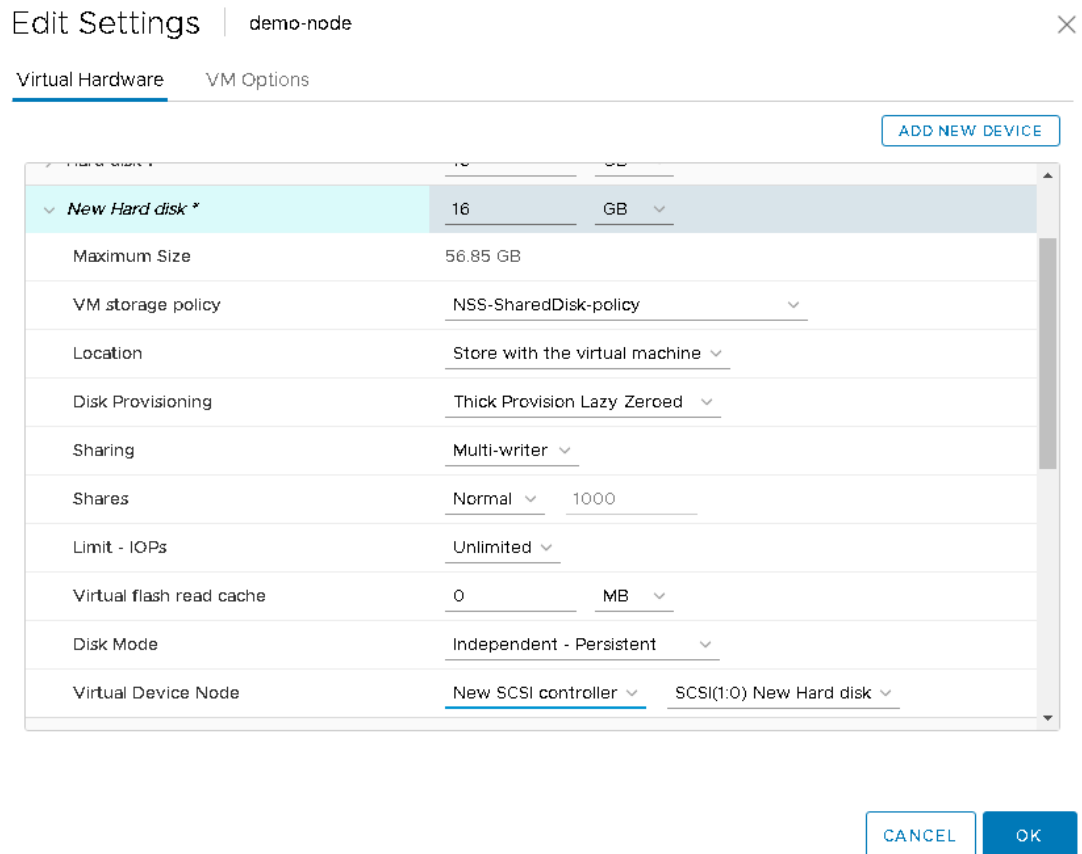 Edit Settings demo-node
Virtual Hardware VM Options
ADD NEW DEVICE
New Hard disk * 16 GB
Maximum Size 56.85 GB
VM storage policy NSS-SharedDisk-policy
Location Store with the virtual machine
Disk Provisioning Thick Provision Lazy Zeroed
Sharing Multi-writer
Shares Normal 1000
Limit - IOPs Unlimited
Virtual flash read cache 0 MB
Disk Mode Independent - Persistent
Virtual Device Node New SCSI controller SCSI(1:0) New Hard disk
CANCEL OK